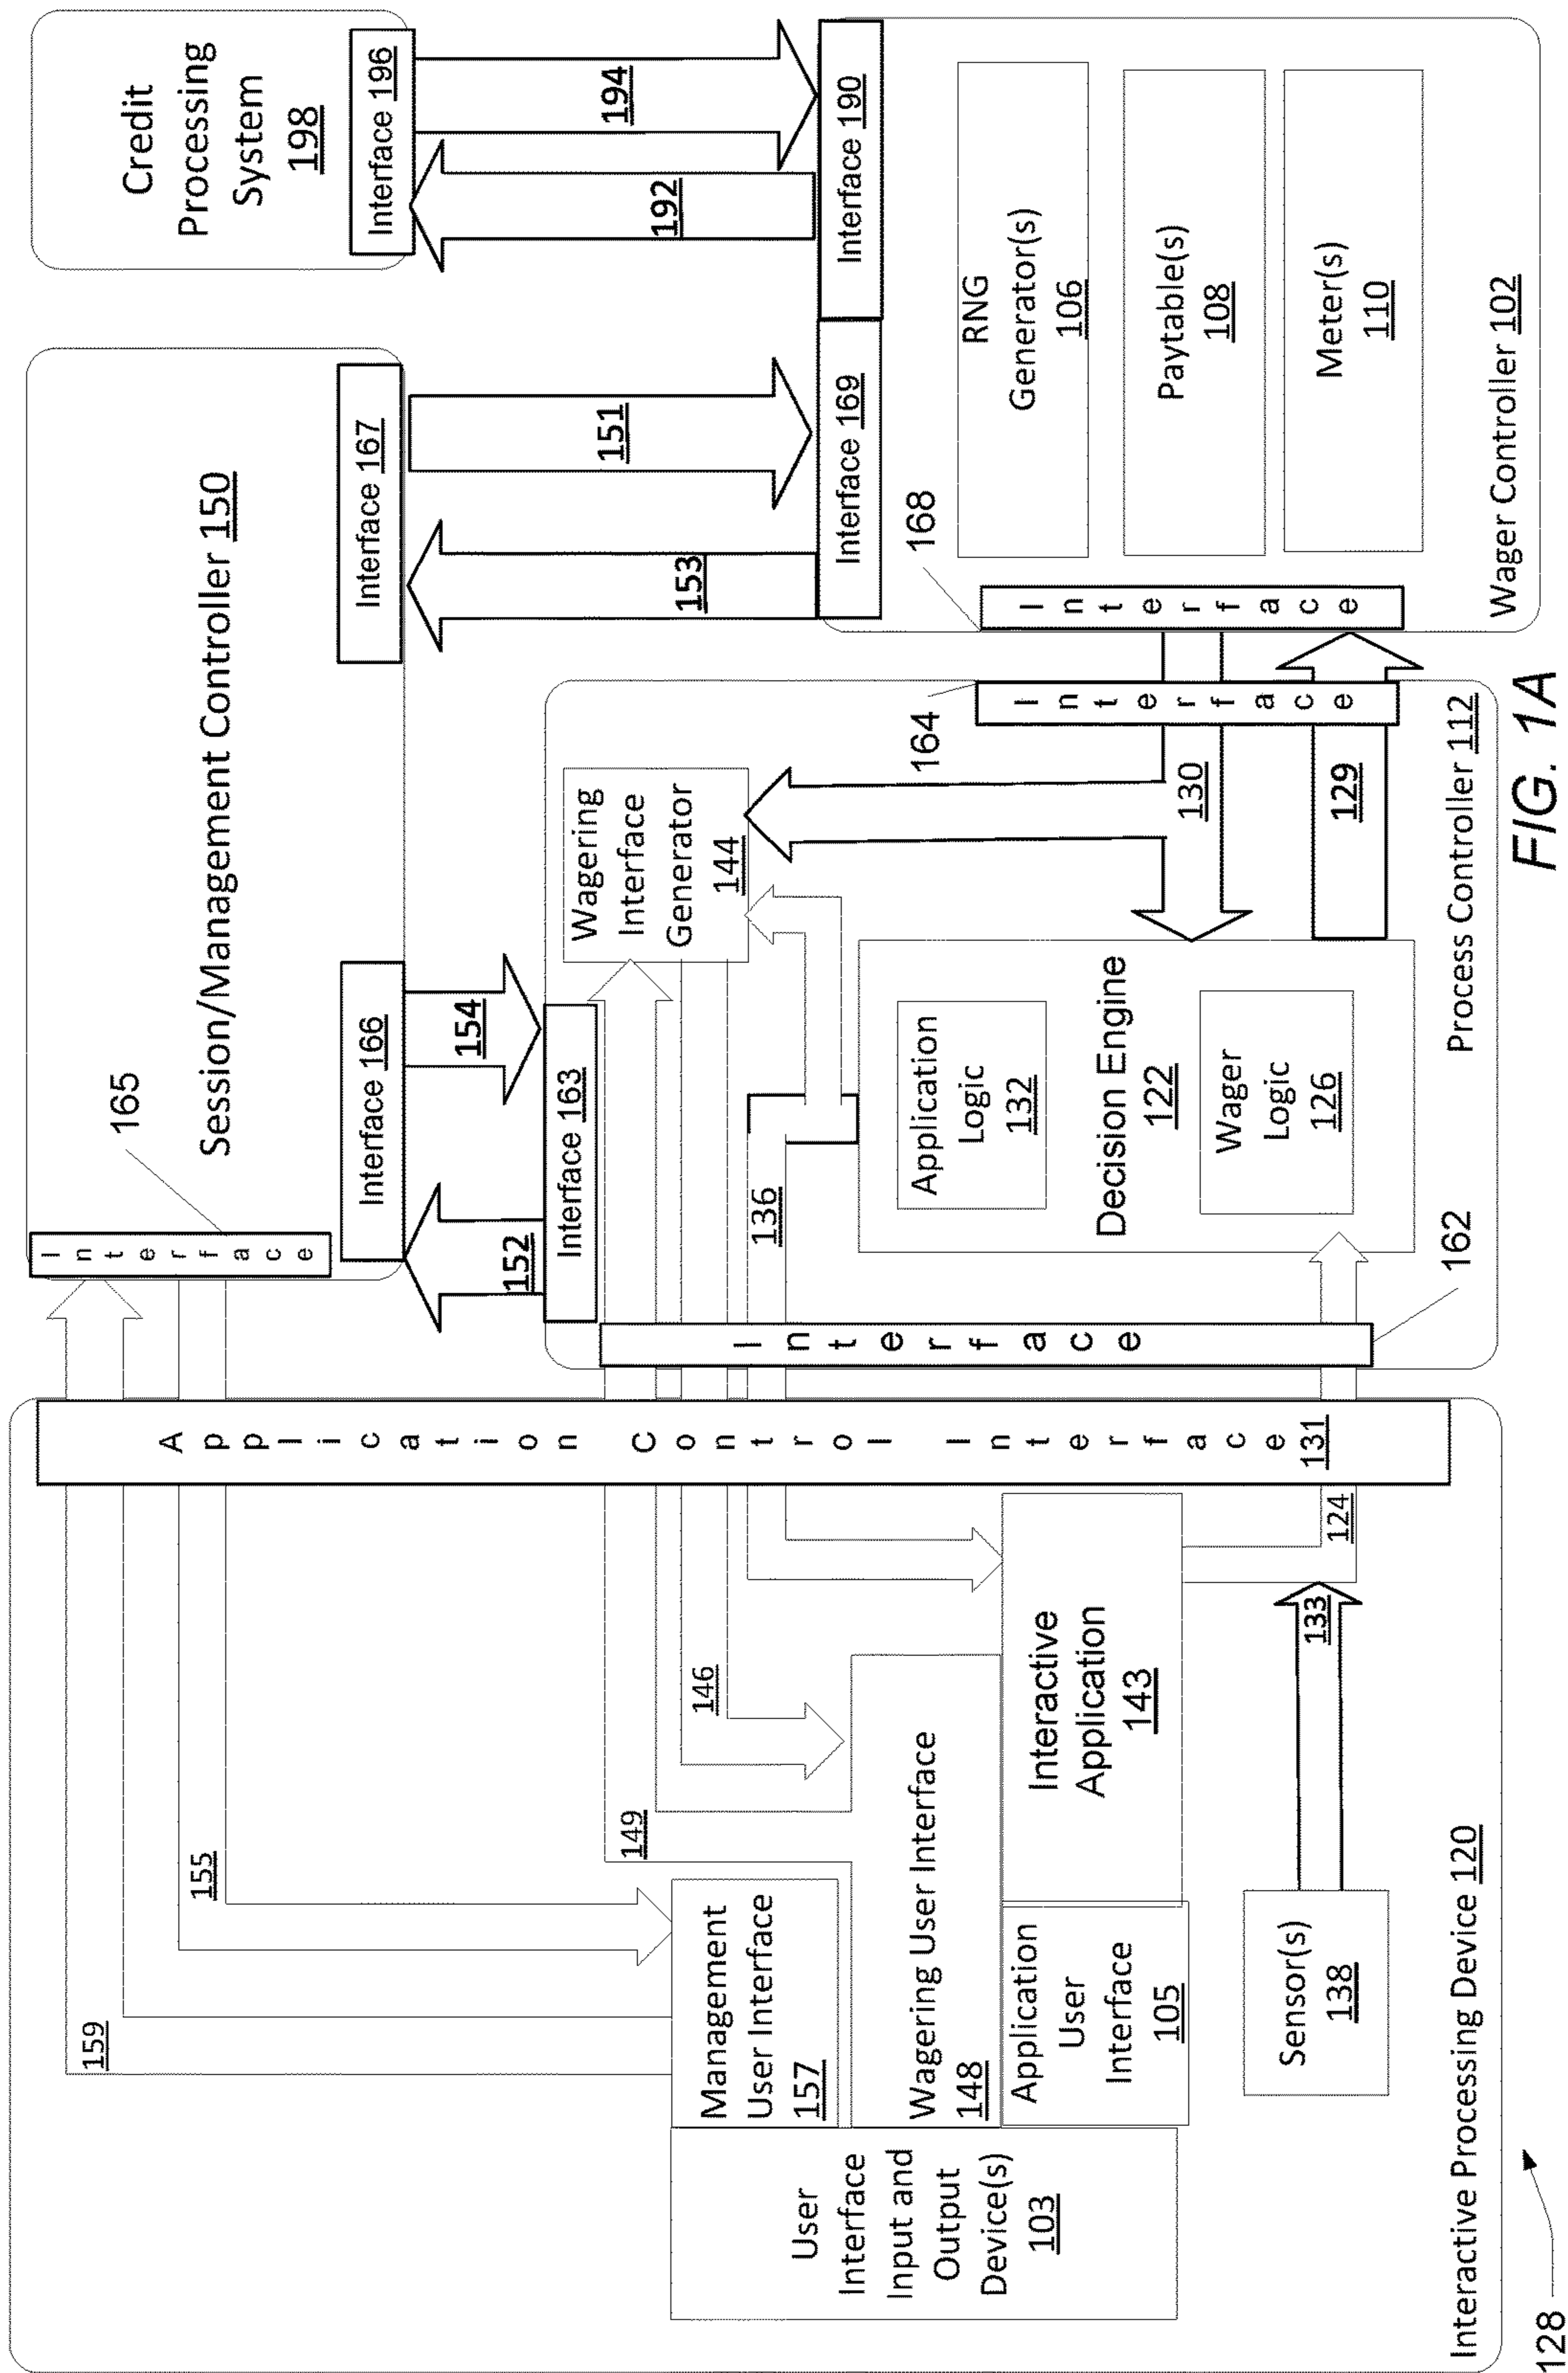 Credit
Processing
System
198
Interface 196
194
192
Interface 190
RNG
Generator(s)
106
Paytable(s)
108
Meter(s)
110
Wager Controller 102
168
Interface
Session/Management Controller 150
Interface 167
151
153
Interface 169
165
Interface
Interface 166
154
152
Interface 163
Wagering
Interface
Generator
144
164
Interface
130
129
136
Application
Logic
132
Decision Engine
122
Wager
Logic
126
162
Interface
Process Controller 112
Application Control Interface 131
159
155
149
146
124
133
Management
User Interface
157
Wagering User Interface
148
Interactive
Application
143
Application
User
Interface
105
User
Interface
Input and
Output
Device(s)
103
Sensor(s)
138
Interactive Processing Device 120
128
FIG. 1A